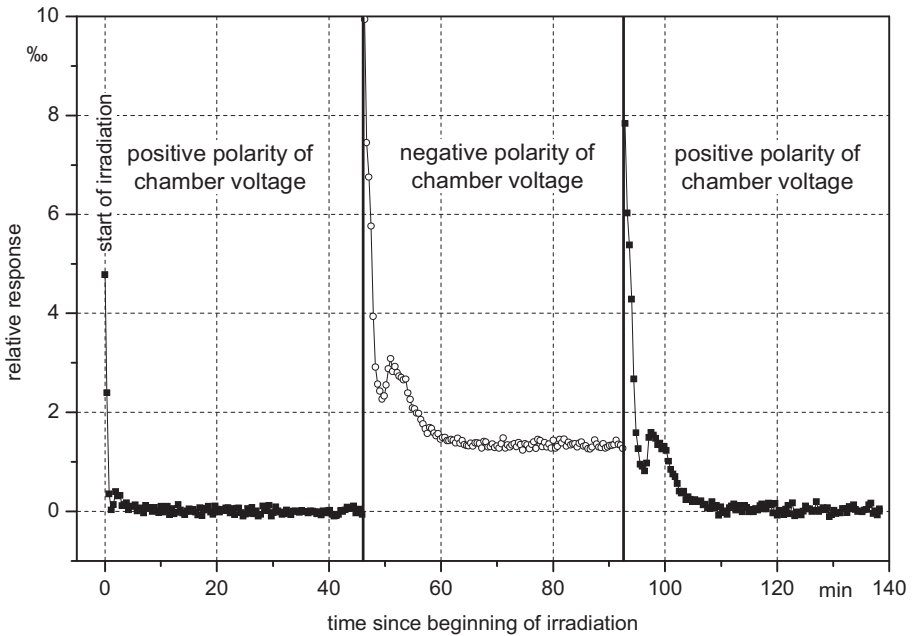 10
‰
8
6
4
2
0
relative response
start of irradiation
positive polarity of
chamber voltage
negative polarity of
chamber voltage
positive polarity of
chamber voltage
0
20
40
60
80
100
120
min
140
time since beginning of irradiation